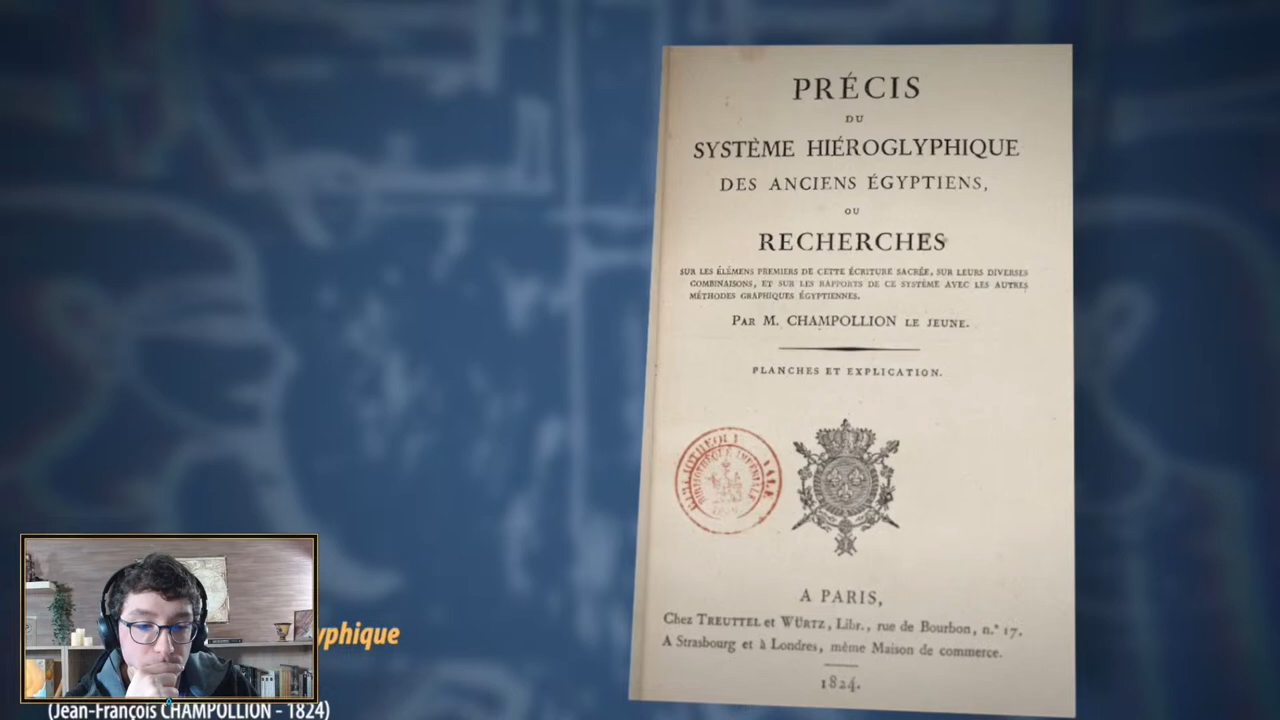 PRÉCIS
DU
SYSTÈME HIÉROGLYPHIQUE
DES ANCIENS ÉGYPTIENS,
OU
RECHERCHES
SUR LES ÉLÉMENS PREMIERS DE CETTE ÉCRITURE SACRÉE, SUR LEURS DIVERSES
COMBINAISONS, ET SUR LES RAPPORTS DE CE SYSTÈME AVEC LES AUTRES
MÉTHODES GRAPHIQUES ÉGYPTIENNES.
PAR M. CHAMPOLLION LE JEUNE.
PLANCHES ET EXPLICATION.
A PARIS,
Chez TREUTTEL et WÜRTZ, Libr., rue de Bourbon, n.° 17.
A Strasbourg et à Londres, même Maison de commerce.
1824.
yphique
(Jean-François CHAMPOLLION - 1824)